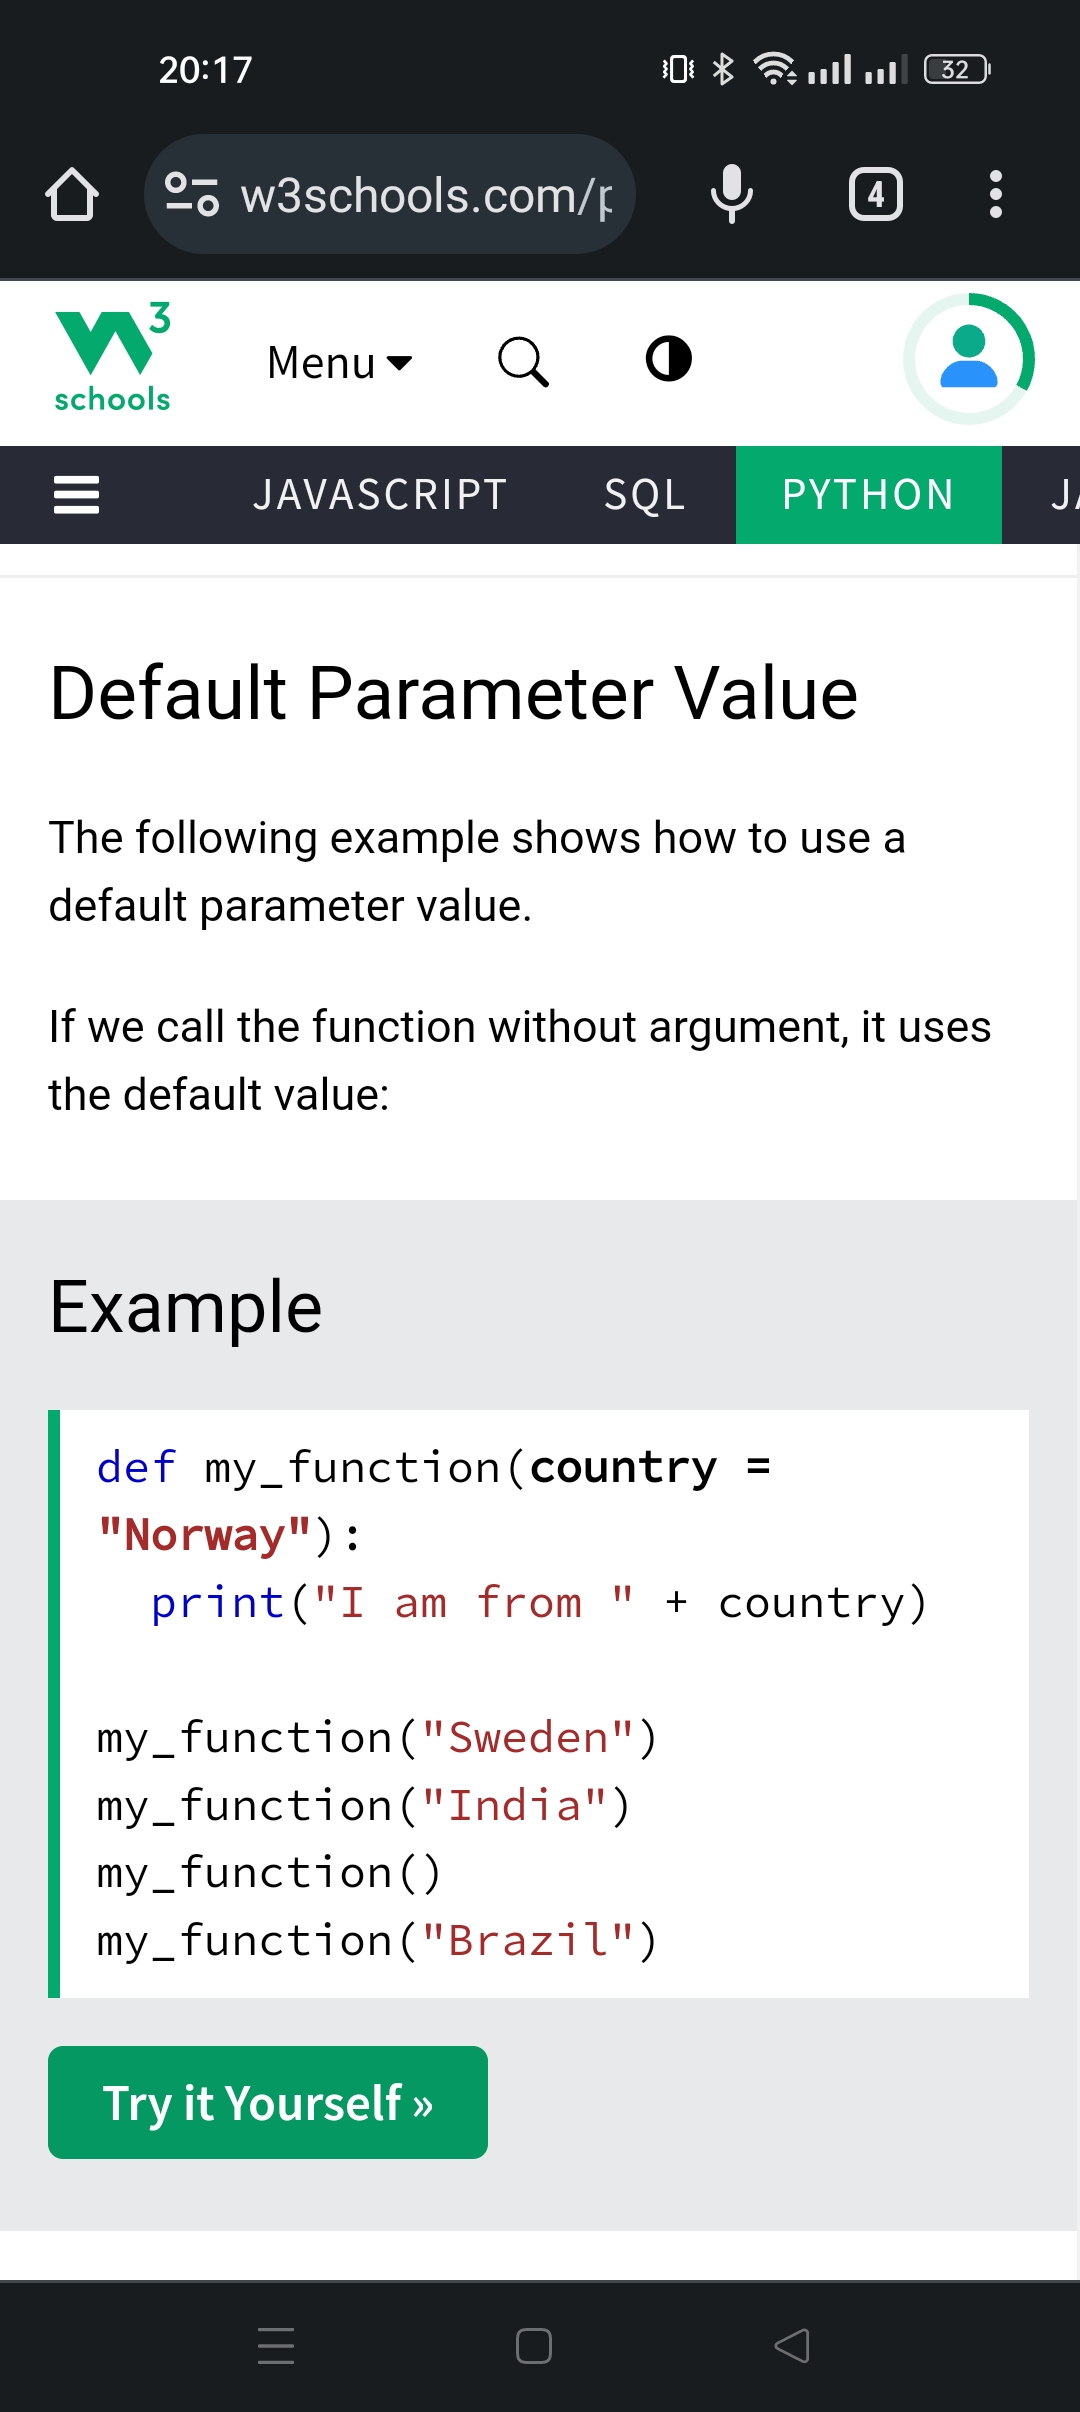 20:17
32
w3schools.com/p
4
W3
schools
Menu
JAVASCRIPT SQL PYTHON
Default Parameter Value
The following example shows how to use a
default parameter value.
If we call the function without argument, it uses
the default value:
Example
def my_function(country =
"Norway"):
  print("I am from " + country)
my_function("Sweden")
my_function("India")
my_function()
my_function("Brazil")
Try it Yourself »